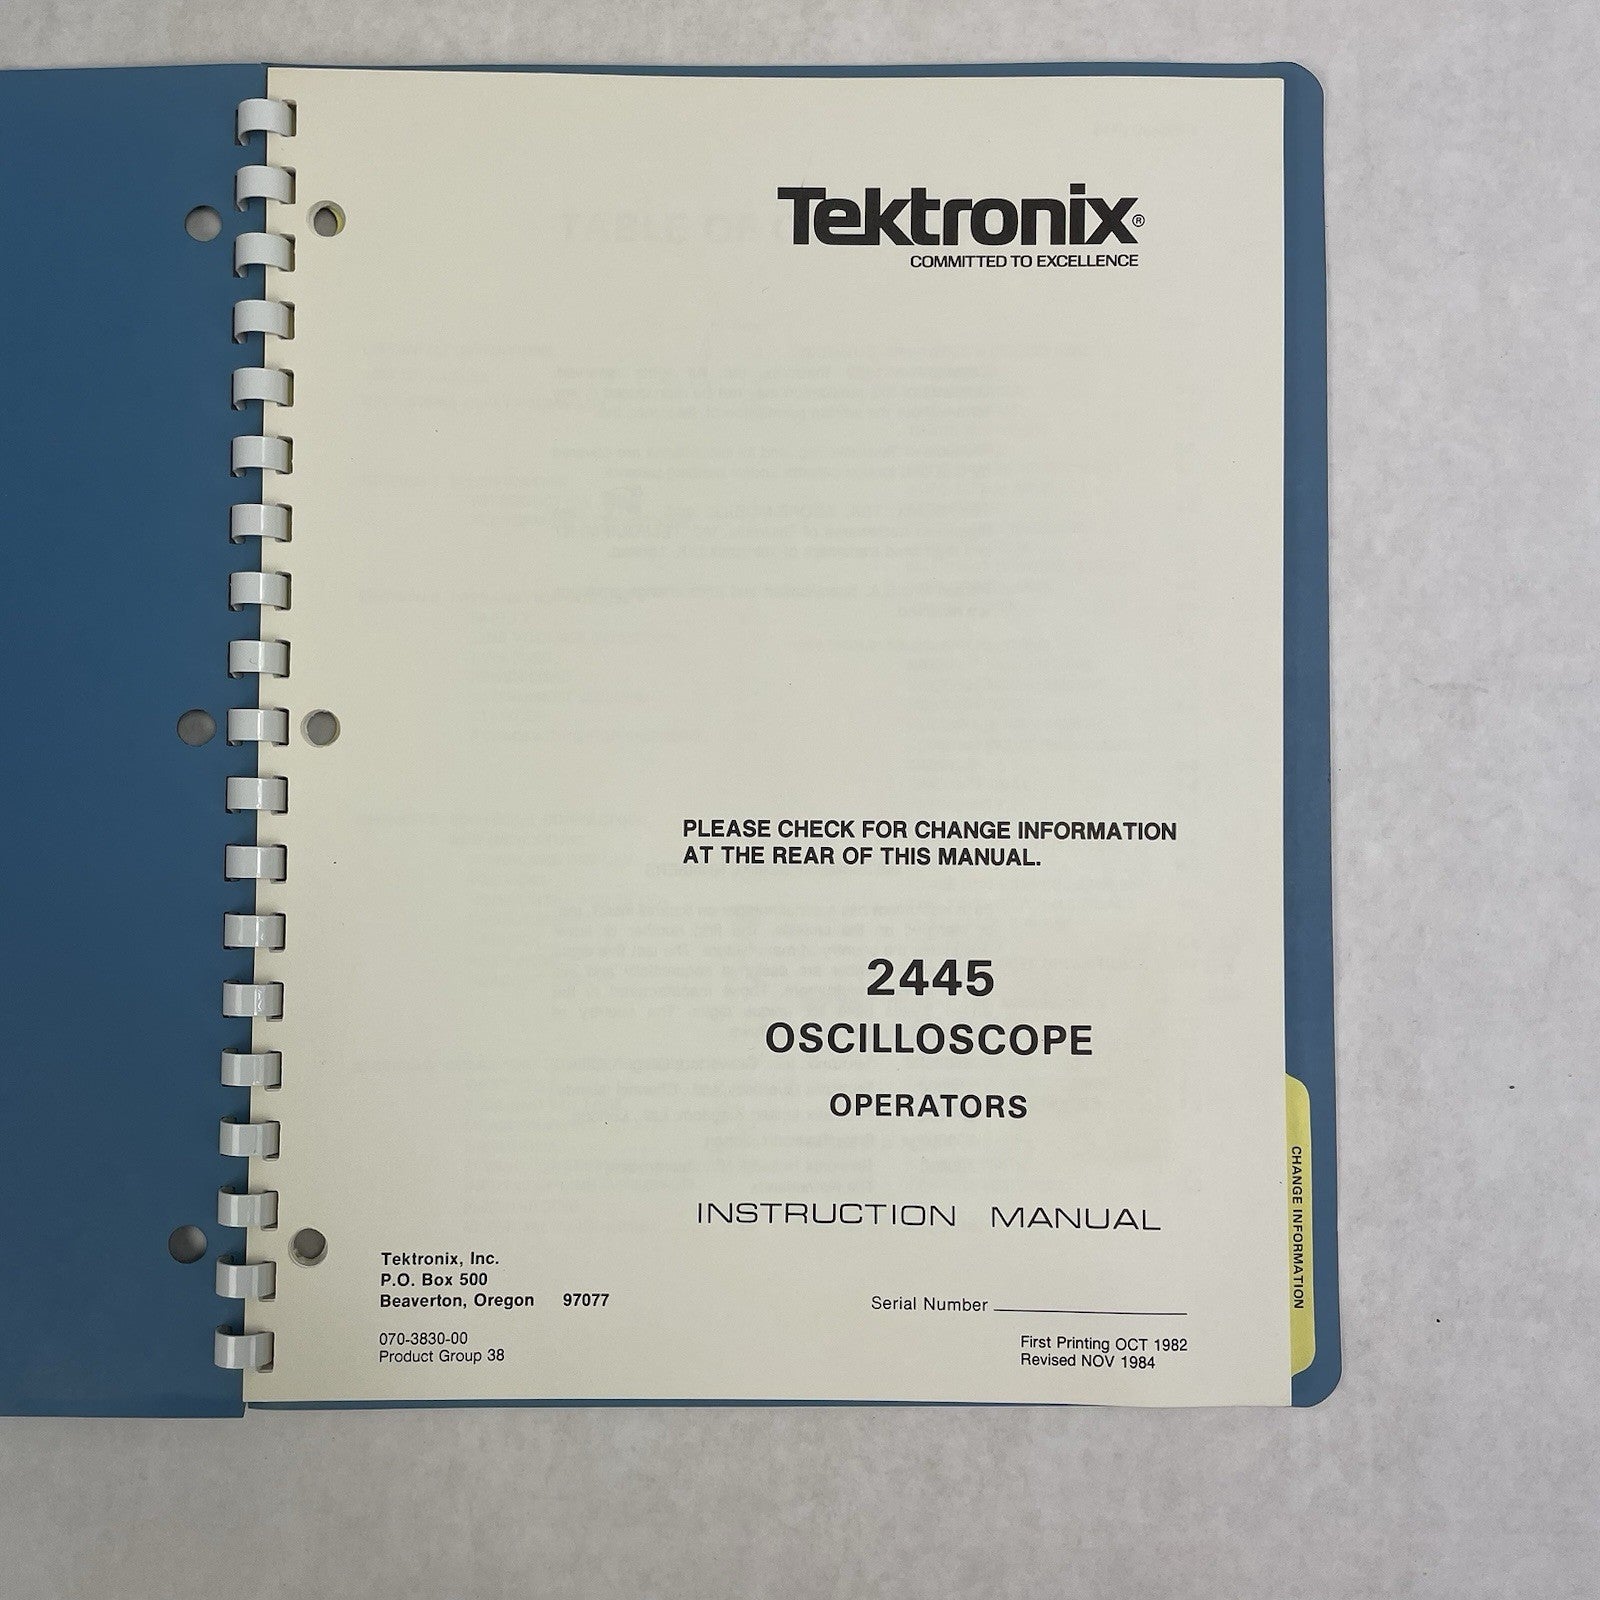 Tektronix®
COMMITTED TO EXCELLENCE
PLEASE CHECK FOR CHANGE INFORMATION
AT THE REAR OF THIS MANUAL.
2445
OSCILLOSCOPE
OPERATORS
INSTRUCTION MANUAL
Tektronix, Inc.
P.O. Box 500
Beaverton, Oregon 97077
Serial Number
070-3830-00
Product Group 38
First Printing OCT 1982
Revised NOV 1984
CHANGE INFORMATION